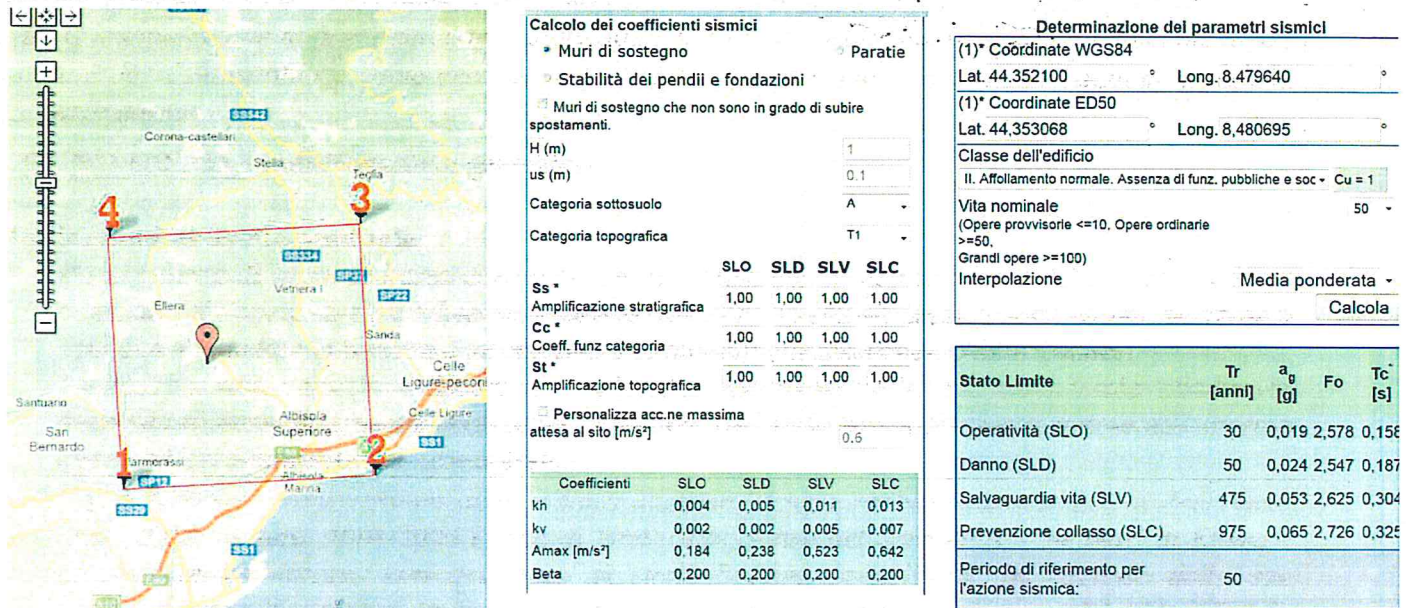 SS542
Corona-castellari
Stella
Teglia
4
3
SS334
SP22
Vetrera I
Ellera
Sanda
Celle
Ligure-pecori
Santuario
San
Bernardo
Albisola
Superiore
Celle Ligure
SS1
1
2
SP12
Albisola
Marina
SS29
SS1
Calcolo dei coefficienti sismici
Muri di sostegno Paratie
Stabilità dei pendii e fondazioni
Muri di sostegno che non sono in grado di subire
spostamenti.
H (m) 1
us (m) 0.1
Categoria sottosuolo A
Categoria topografica T1
SLO SLD SLV SLC
Ss *
Amplificazione stratigrafica 1,00 1,00 1,00 1,00
Cc *
Coeff. funz categoria 1,00 1,00 1,00 1,00
St *
Amplificazione topografica 1,00 1,00 1,00 1,00
Personalizza acc.ne massima
attesa al sito [m/s²] 0.6
Coefficienti SLO SLD SLV SLC
kh 0,004 0,005 0,011 0,013
kv 0,002 0,002 0,005 0,007
Amax [m/s²] 0,184 0,238 0,523 0,642
Beta 0,200 0,200 0,200 0,200
Determinazione dei parametri sismici
(1)* Coordinate WGS84
Lat. 44.352100 ° Long. 8.479640 °
(1)* Coordinate ED50
Lat. 44,353068 ° Long. 8,480695 °
Classe dell'edificio
II. Affollamento normale. Assenza di funz. pubbliche e soc Cu = 1
Vita nominale 50
(Opere provvisorie <=10, Opere ordinarie
>=50,
Grandi opere >=100)
Interpolazione Media ponderata
Calcola
Stato Limite Tr [anni] ag [g] Fo Tc* [s]
Operatività (SLO) 30 0,019 2,578 0,158
Danno (SLD) 50 0,024 2,547 0,187
Salvaguardia vita (SLV) 475 0,053 2,625 0,304
Prevenzione collasso (SLC) 975 0,065 2,726 0,325
Periodo di riferimento per
l'azione sismica: 50